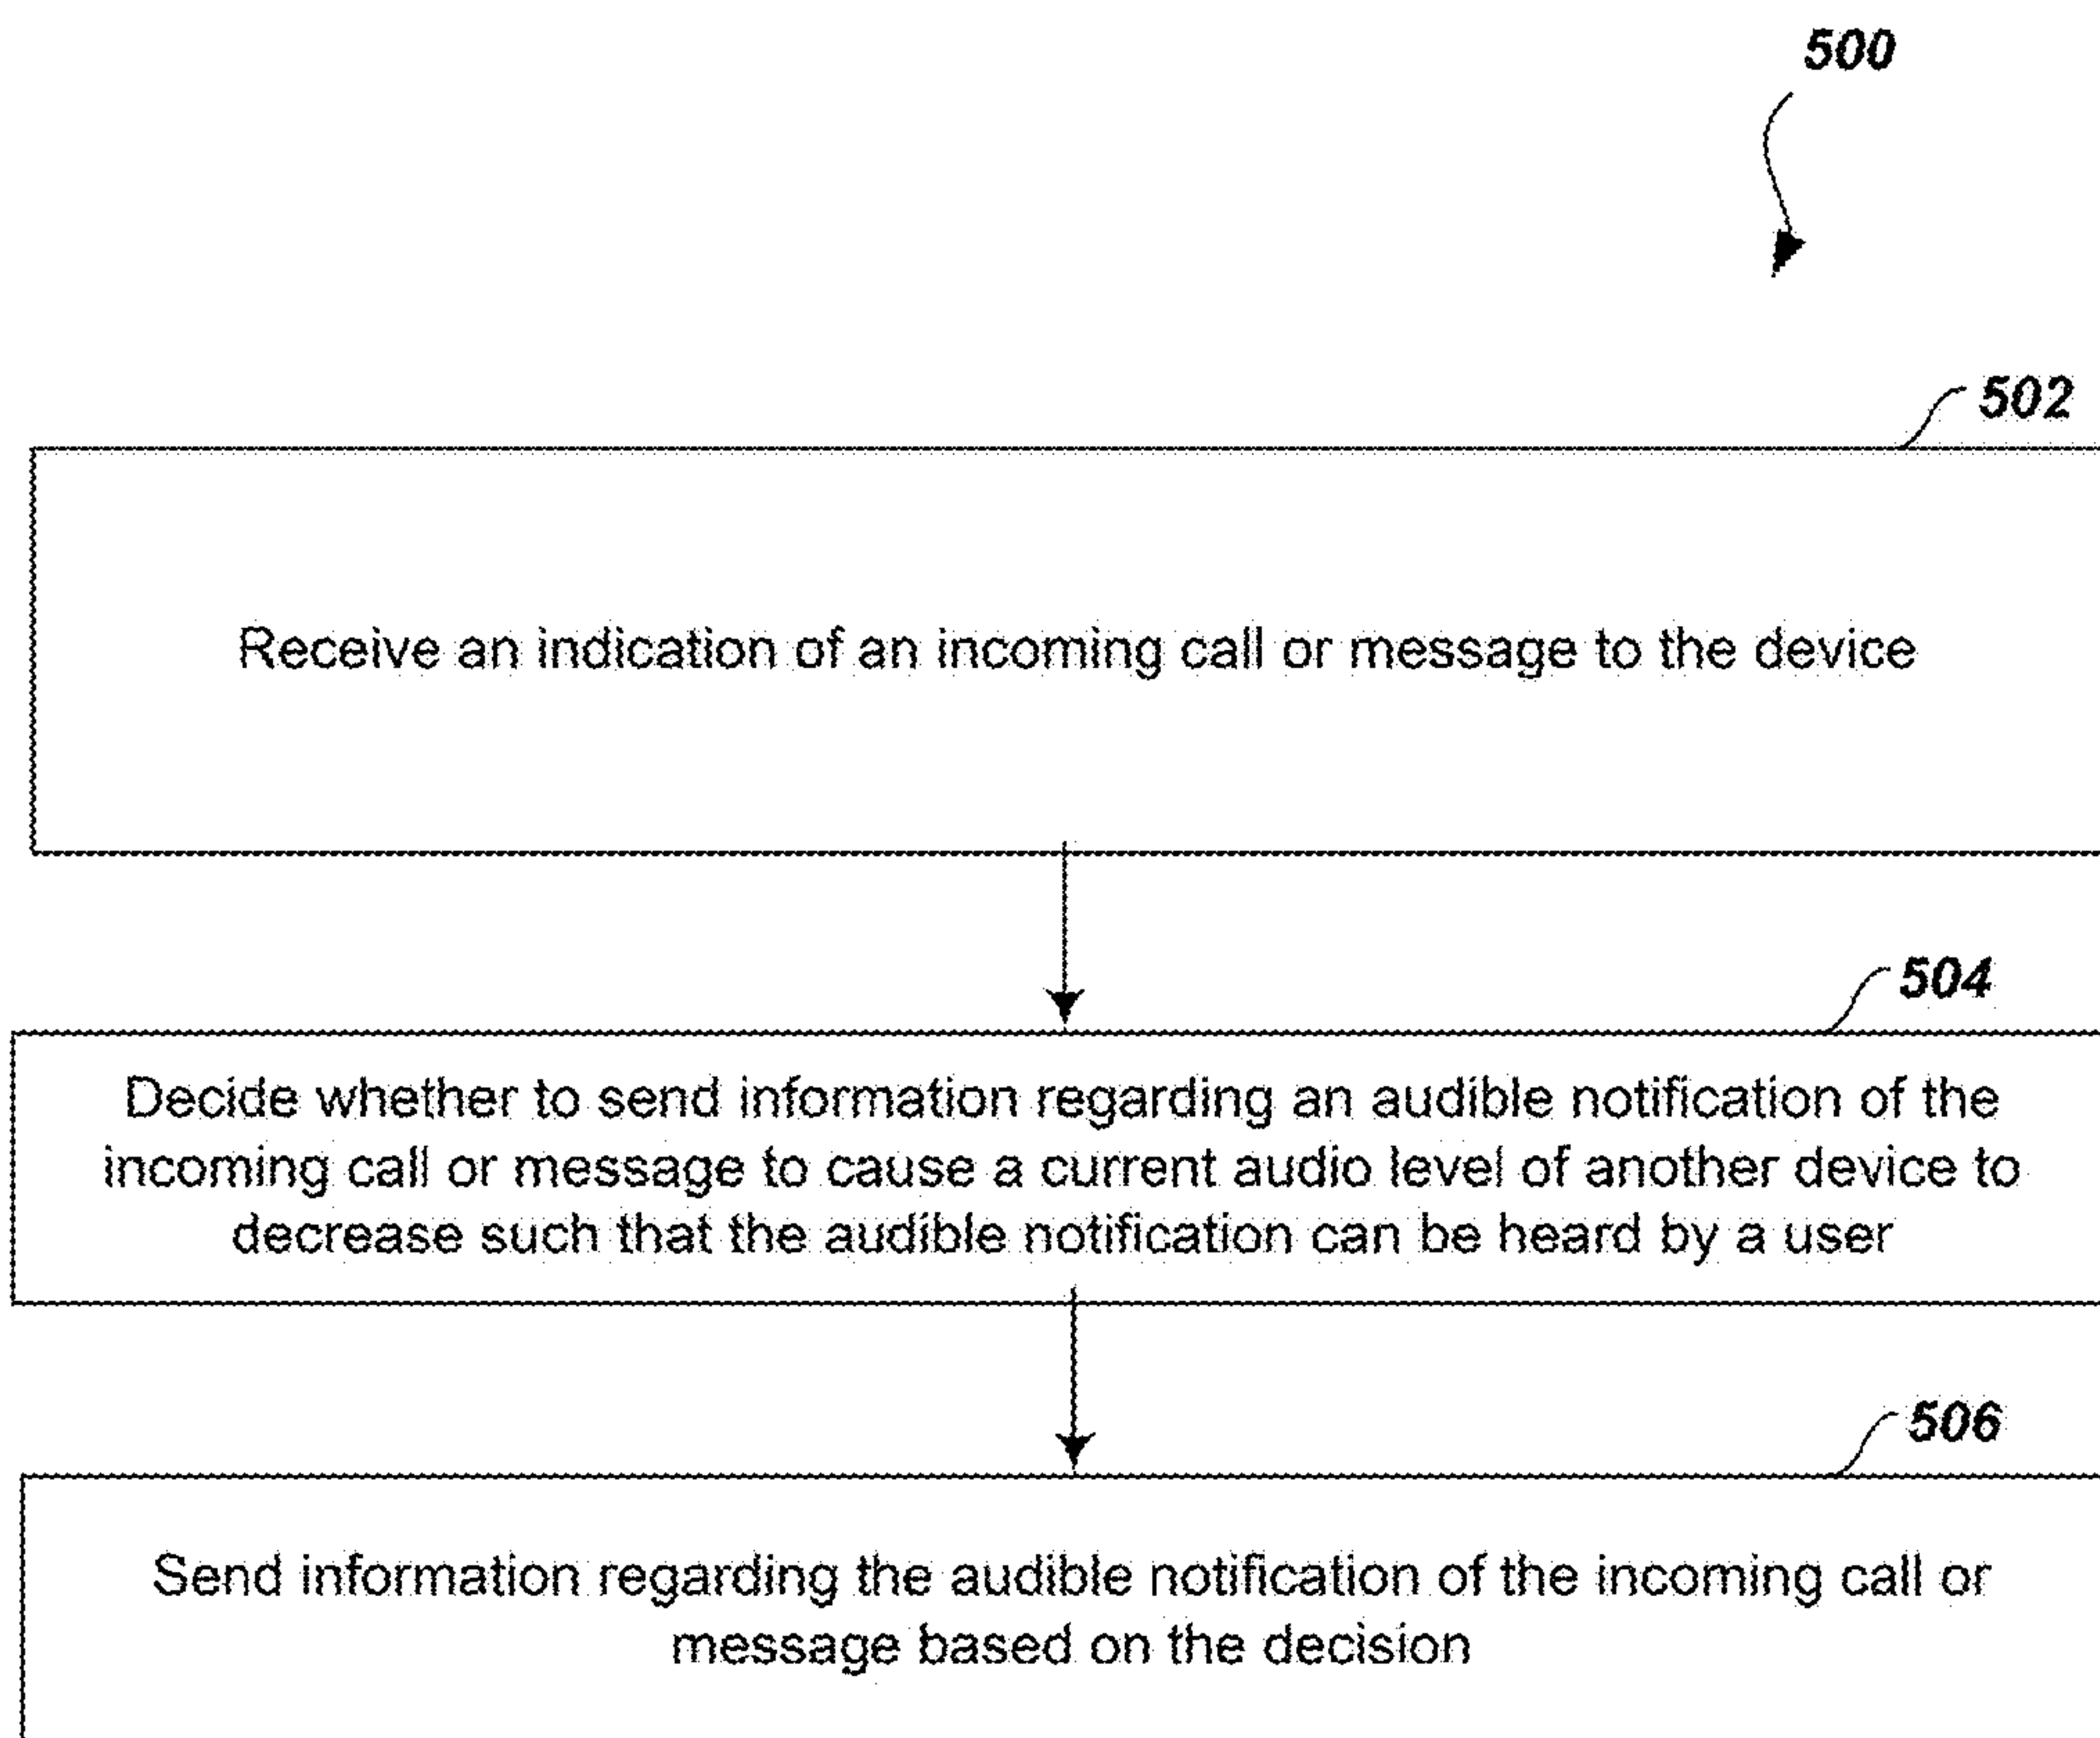 500
502
Receive an indication of an incoming call or message to the device
504
Decide whether to send information regarding an audible notification of the
incoming call or message to cause a current audio level of another device to
decrease such that the audible notification can be heard by a user
506
Send information regarding the audible notification of the incoming call or
message based on the decision